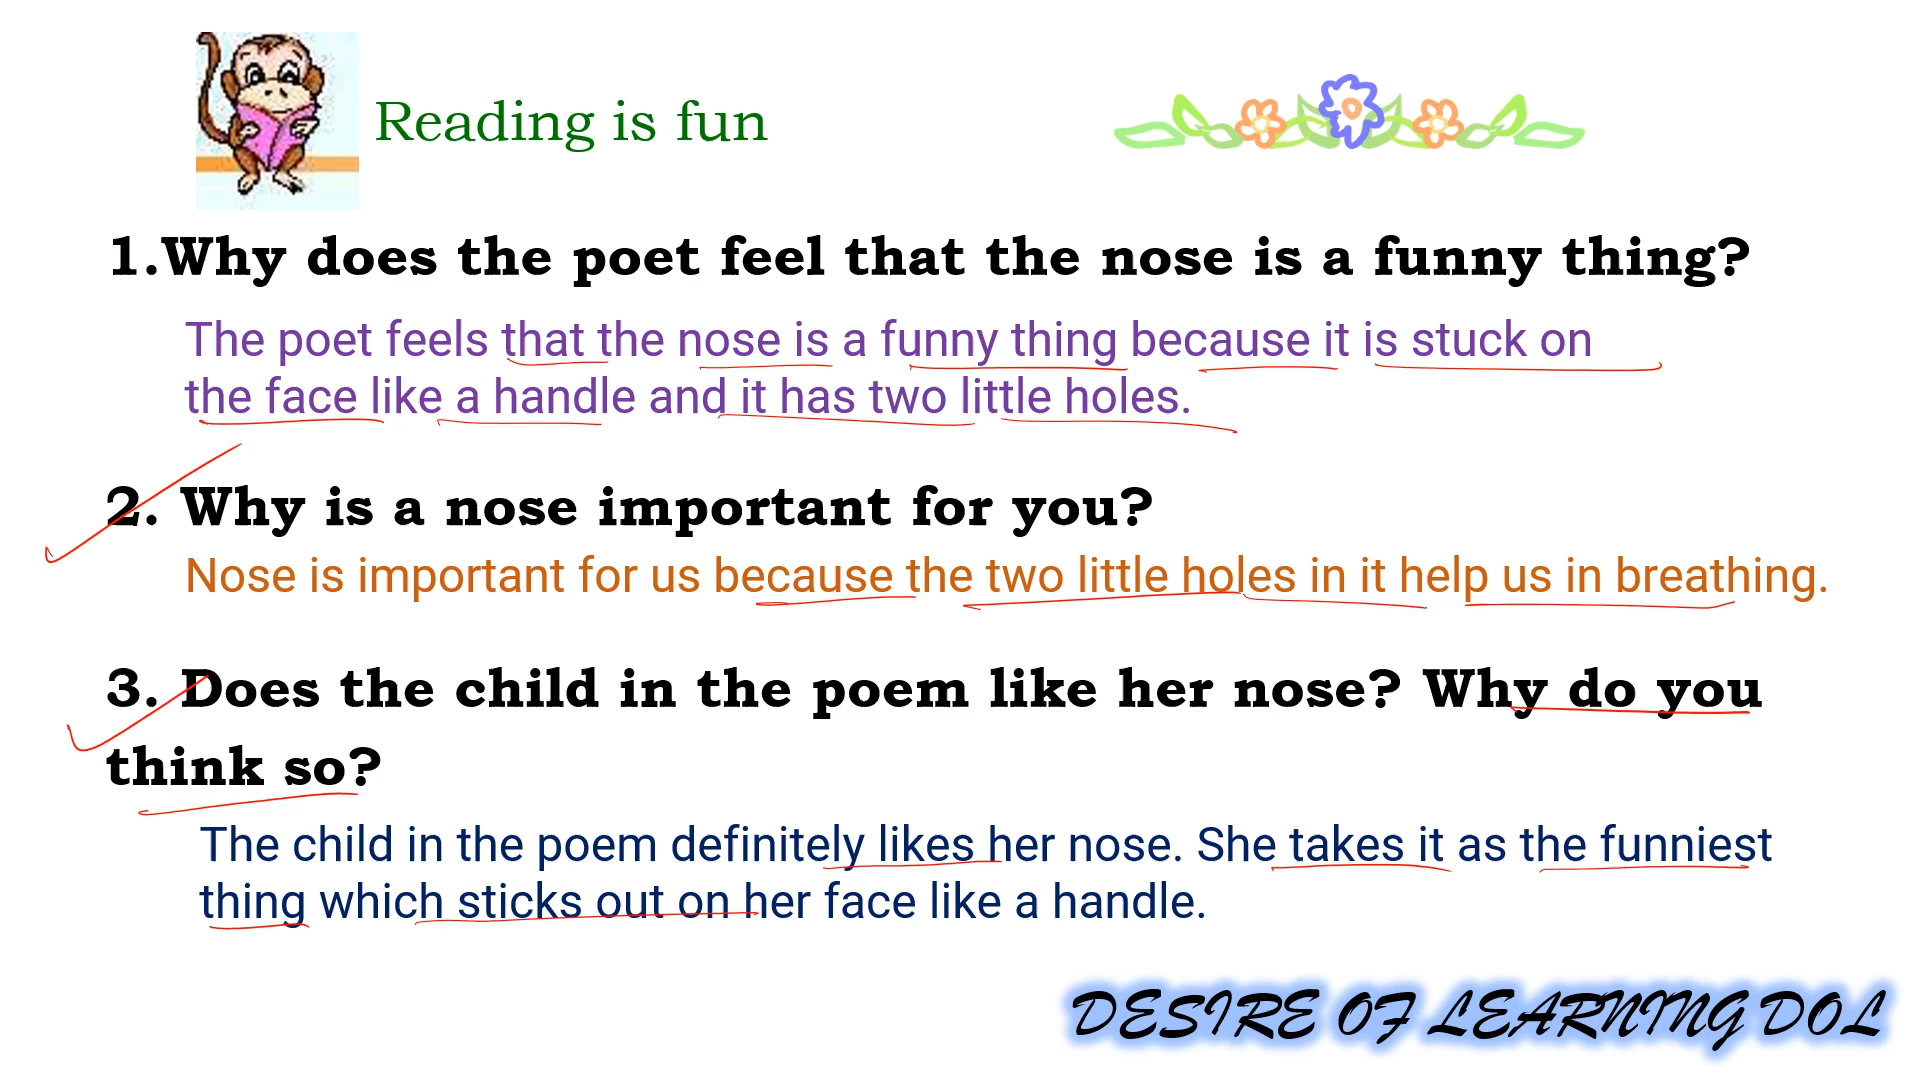 Reading is fun
1.Why does the poet feel that the nose is a funny thing?
The poet feels that the nose is a funny thing because it is stuck on
the face like a handle and it has two little holes.
2. Why is a nose important for you?
Nose is important for us because the two little holes in it help us in breathing.
3. Does the child in the poem like her nose? Why do you
think so?
The child in the poem definitely likes her nose. She takes it as the funniest
thing which sticks out on her face like a handle.
DESIRE OF LEARNING DOL